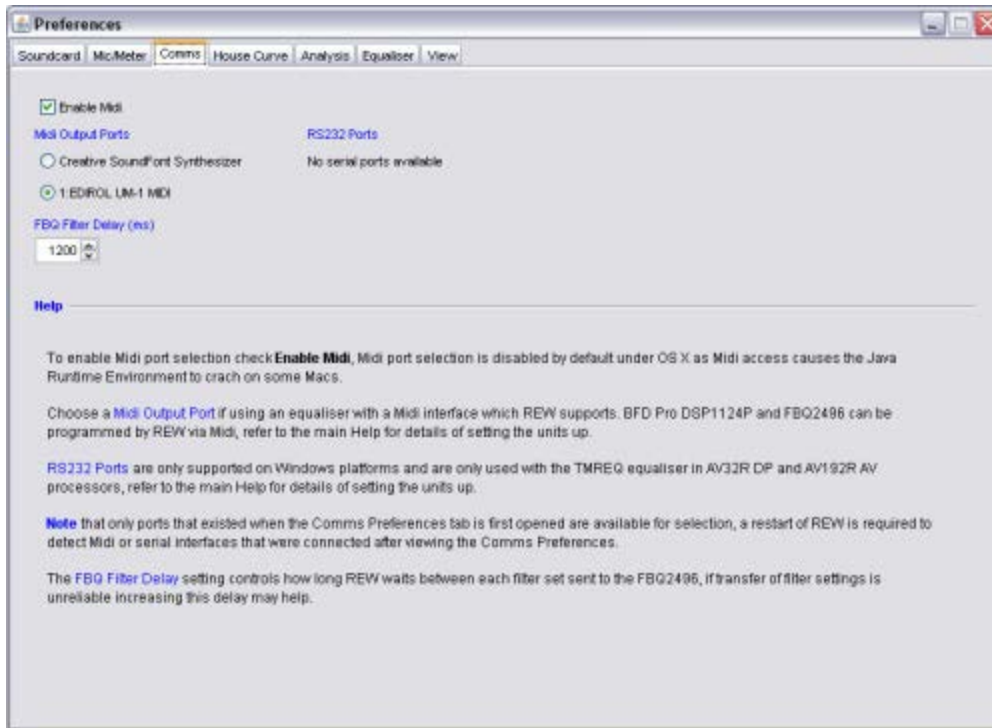 Preferences
Soundcard Mic/Meter Comms House Curve Analysis Equaliser View
Enable Midi
Midi Output Ports RS232 Ports
Creative SoundFont Synthesizer No serial ports available
1:EDIROL UM-1 MIDI
FBQ Filter Delay (ms)
1200
Help
To enable Midi port selection check Enable Midi, Midi port selection is disabled by default under OS X as Midi access causes the Java
Runtime Environment to crach on some Macs.
Choose a Midi Output Port if using an equaliser with a Midi interface which REW supports. BFD Pro DSP1124P and FBQ2496 can be
programmed by REW via Midi, refer to the main Help for details of setting the units up.
RS232 Ports are only supported on Windows platforms and are only used with the TMREQ equaliser in AV32R DP and AV192R AV
processors, refer to the main Help for details of setting the units up.
Note that only ports that existed when the Comms Preferences tab is first opened are available for selection, a restart of REW is required to
detect Midi or serial interfaces that were connected after viewing the Comms Preferences.
The FBQ Filter Delay setting controls how long REW waits between each filter set sent to the FBQ2496, if transfer of filter settings is
unreliable increasing this delay may help.